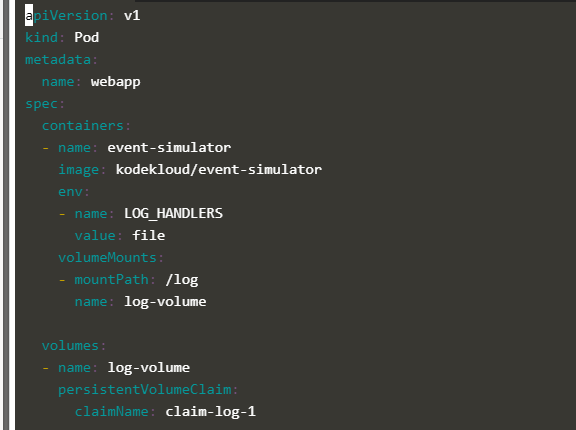 apiVersion: v1
kind: Pod
metadata:
  name: webapp
spec:
  containers:
  - name: event-simulator
    image: kodekloud/event-simulator
    env:
    - name: LOG_HANDLERS
      value: file
    volumeMounts:
    - mountPath: /log
      name: log-volume

  volumes:
  - name: log-volume
    persistentVolumeClaim:
      claimName: claim-log-1